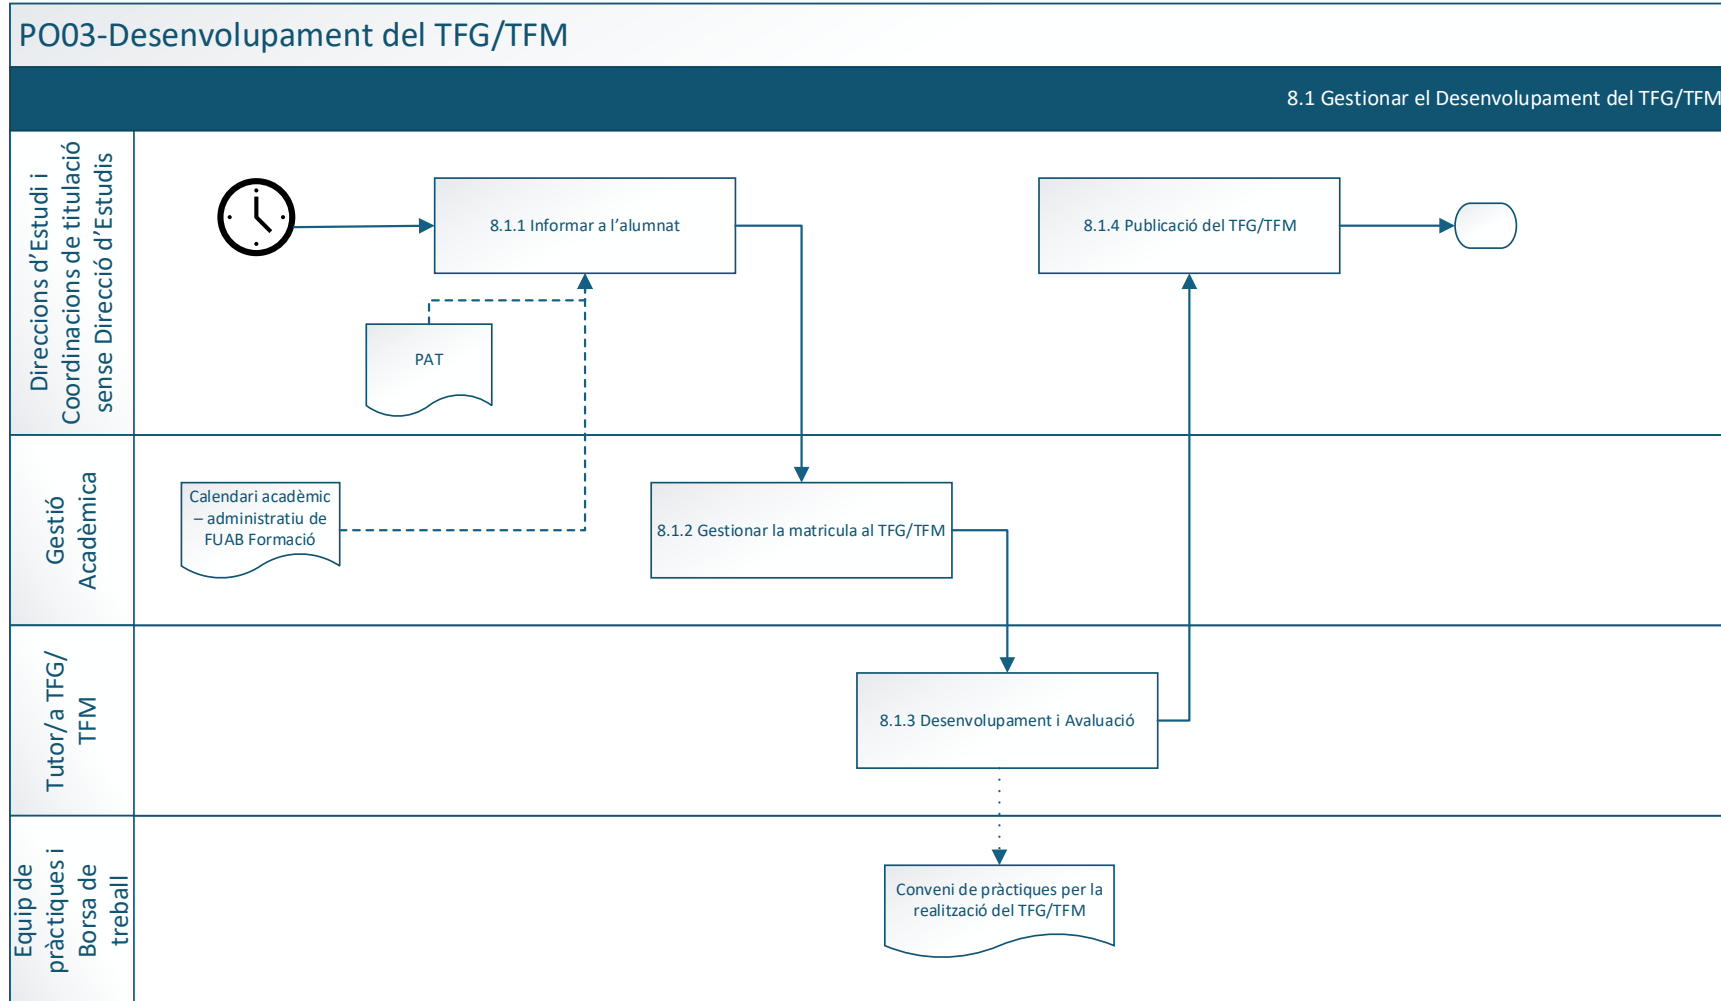 PO03-Desenvolupament del TFG/TFM
8.1 Gestionar el Desenvolupament del TFG/TFM
Direccions d'Estudi i
Coordinacions de titulació
sense Direcció d'Estudis
8.1.1 Informar a l'alumnat
8.1.4 Publicació del TFG/TFM
PAT
Gestió
Acadèmica
Calendari acadèmic
– administratiu de
FUAB Formació
8.1.2 Gestionar la matricula al TFG/TFM
Tutor/a TFG/
TFM
8.1.3 Desenvolupament i Avaluació
Equip de
pràctiques i
Borsa de
treball
Conveni de pràctiques per la
realització del TFG/TFM